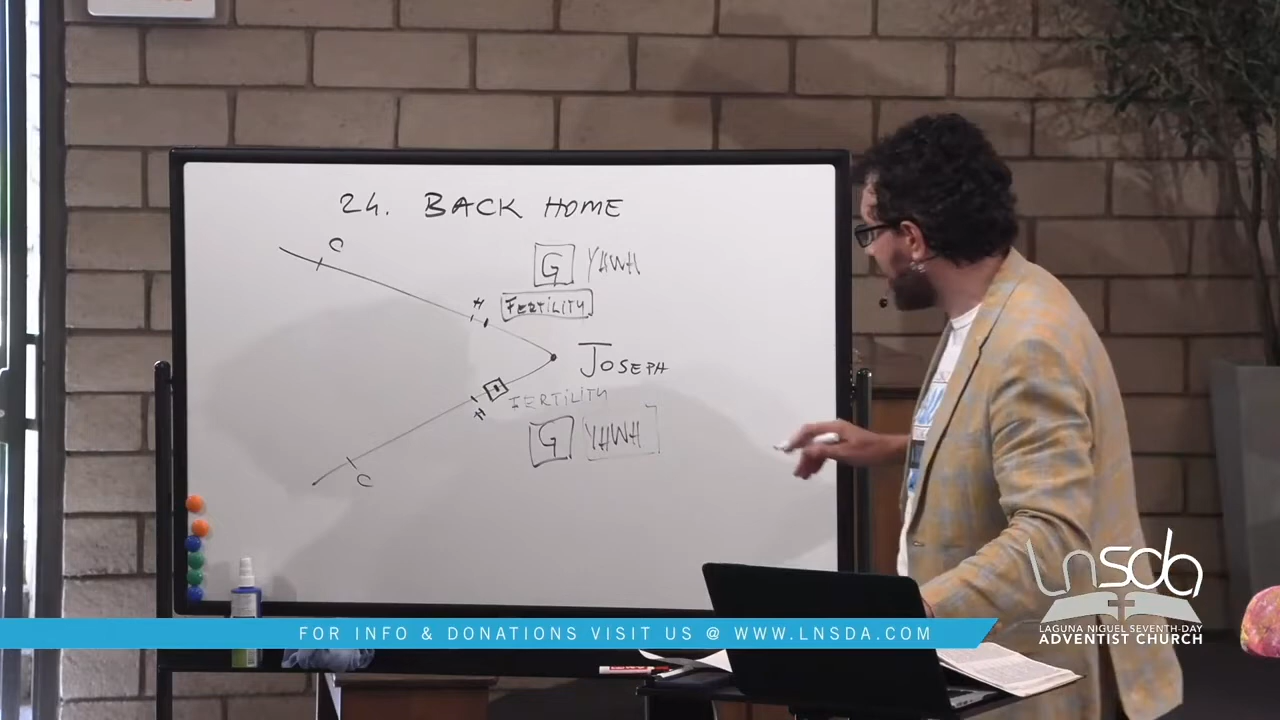 24. BACK HOME
C
G YHWH
H FERTILITY
JOSEPH
H FERTILITY
G YHWH
C
FOR INFO & DONATIONS VISIT US @ WWW.LNSDA.COM
LNSDA
LAGUNA NIGUEL SEVENTH-DAY
ADVENTIST CHURCH